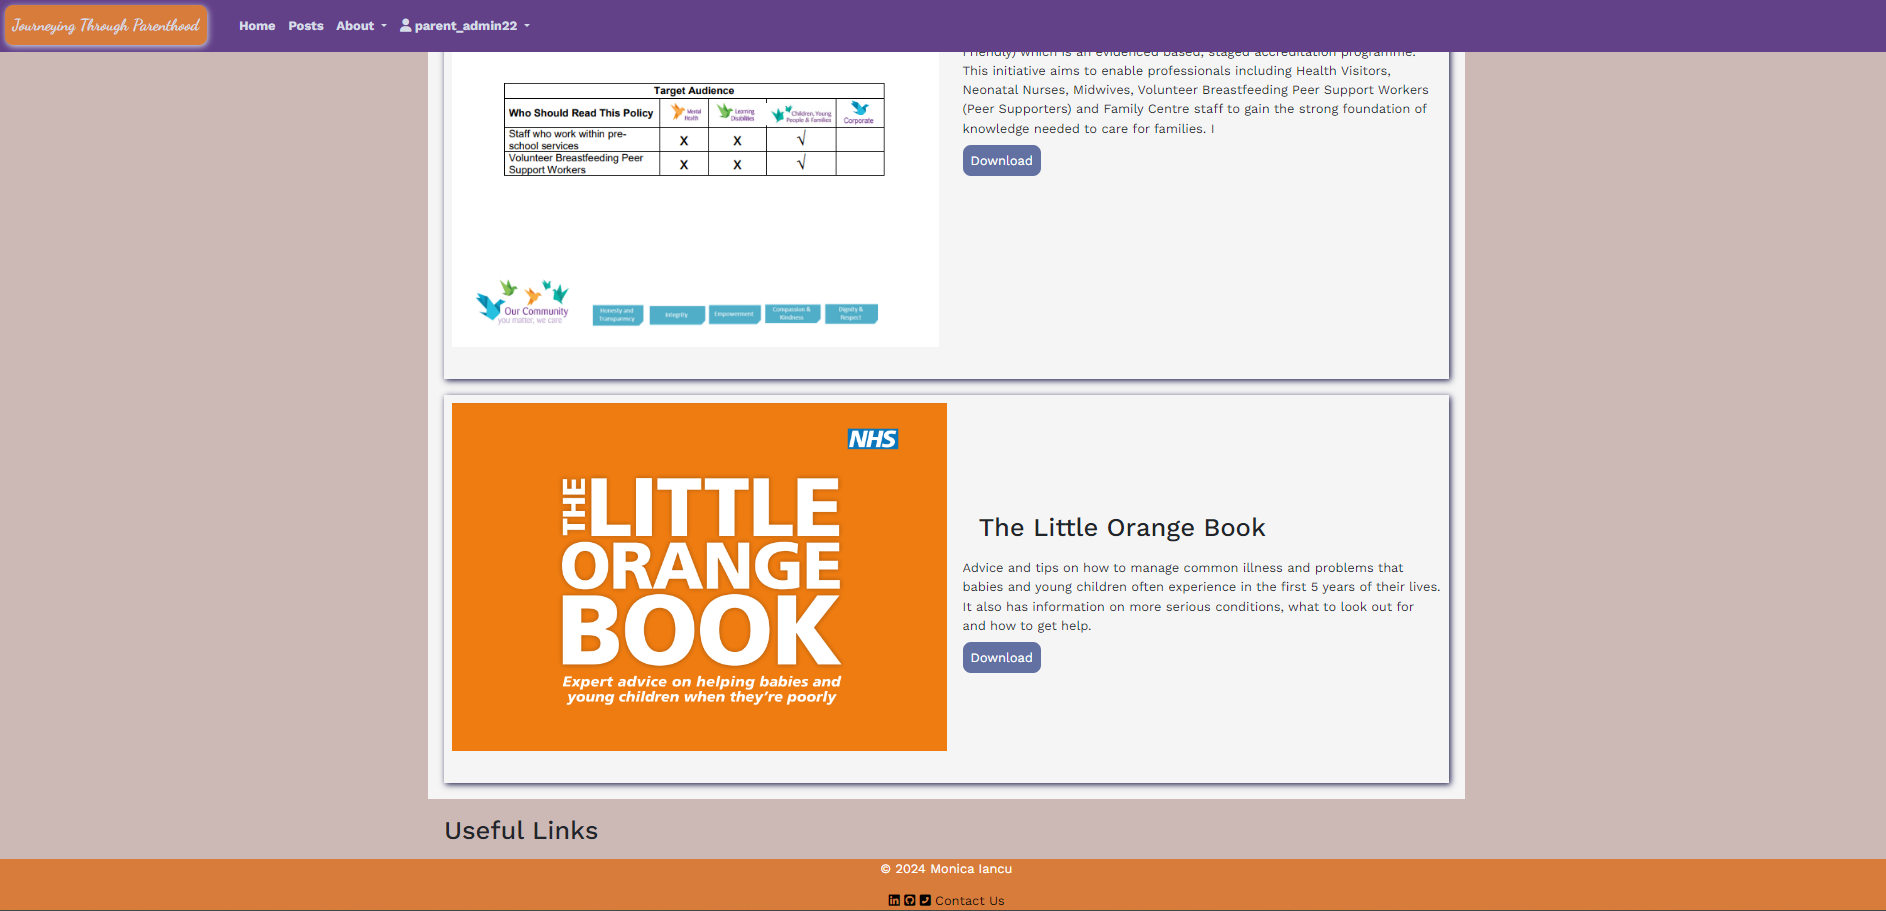 Journeying Through Parenthood
Home Posts About parent_admin22
Friendly) which is an evidenced based, staged accreditation programme.
This initiative aims to enable professionals including Health Visitors,
Neonatal Nurses, Midwives, Volunteer Breastfeeding Peer Support Workers
(Peer Supporters) and Family Centre staff to gain the strong foundation of
knowledge needed to care for families. I
Download
Target Audience
Who Should Read This Policy
Mental
Health
Learning
Disabilities
Children, Young
People & Families
Corporate
Staff who work within pre-
school services
X X √
Volunteer Breastfeeding Peer
Support Workers
X X √
Our Community
you matter, we care
Honesty and
Transparency
Integrity
Empowerment
Compassion &
Kindness
Dignity &
Respect
NHS
THE LITTLE
ORANGE
BOOK
Expert advice on helping babies and
young children when they're poorly
The Little Orange Book
Advice and tips on how to manage common illness and problems that
babies and young children often experience in the first 5 years of their lives.
It also has information on more serious conditions, what to look out for
and how to get help.
Download
Useful Links
© 2024 Monica Iancu
Contact Us